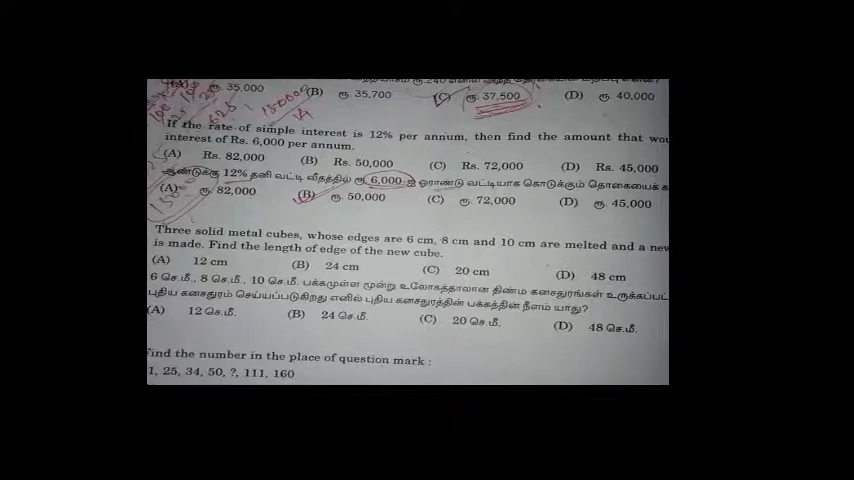 (A) ரூ. 35,000 (B) ரூ. 35,700 (C) ரூ. 37,500 (D) ரூ. 40,000
If the rate of simple interest is 12% per annum, then find the amount that wou
interest of Rs. 6,000 per annum.
(A) Rs. 82,000 (B) Rs. 50,000 (C) Rs. 72,000 (D) Rs. 45,000
ஆண்டுக்கு 12% தனி வட்டி வீதத்தில் ரூ 6,000 ஐ ஓராண்டு வட்டியாக கொடுக்கும் தொகையைக் க
(A) ரூ. 82,000 (B) ரூ. 50,000 (C) ரூ. 72,000 (D) ரூ. 45,000
Three solid metal cubes, whose edges are 6 cm, 8 cm and 10 cm are melted and a new
is made. Find the length of edge of the new cube.
(A) 12 cm (B) 24 cm (C) 20 cm (D) 48 cm
6 செ.மீ., 8 செ.மீ., 10 செ.மீ. பக்கமுள்ள மூன்று உலோகத்தாலான திண்ம கனசதுரங்கள் உருக்கப்பட்
புதிய கனசதுரம் செய்யப்படுகிறது எனில் புதிய கனசதுரத்தின் பக்கத்தின் நீளம் யாது?
(A) 12 செ.மீ. (B) 24 செ.மீ. (C) 20 செ.மீ. (D) 48 செ.மீ.
Find the number in the place of question mark :
1, 25, 34, 50, ?, 111, 160